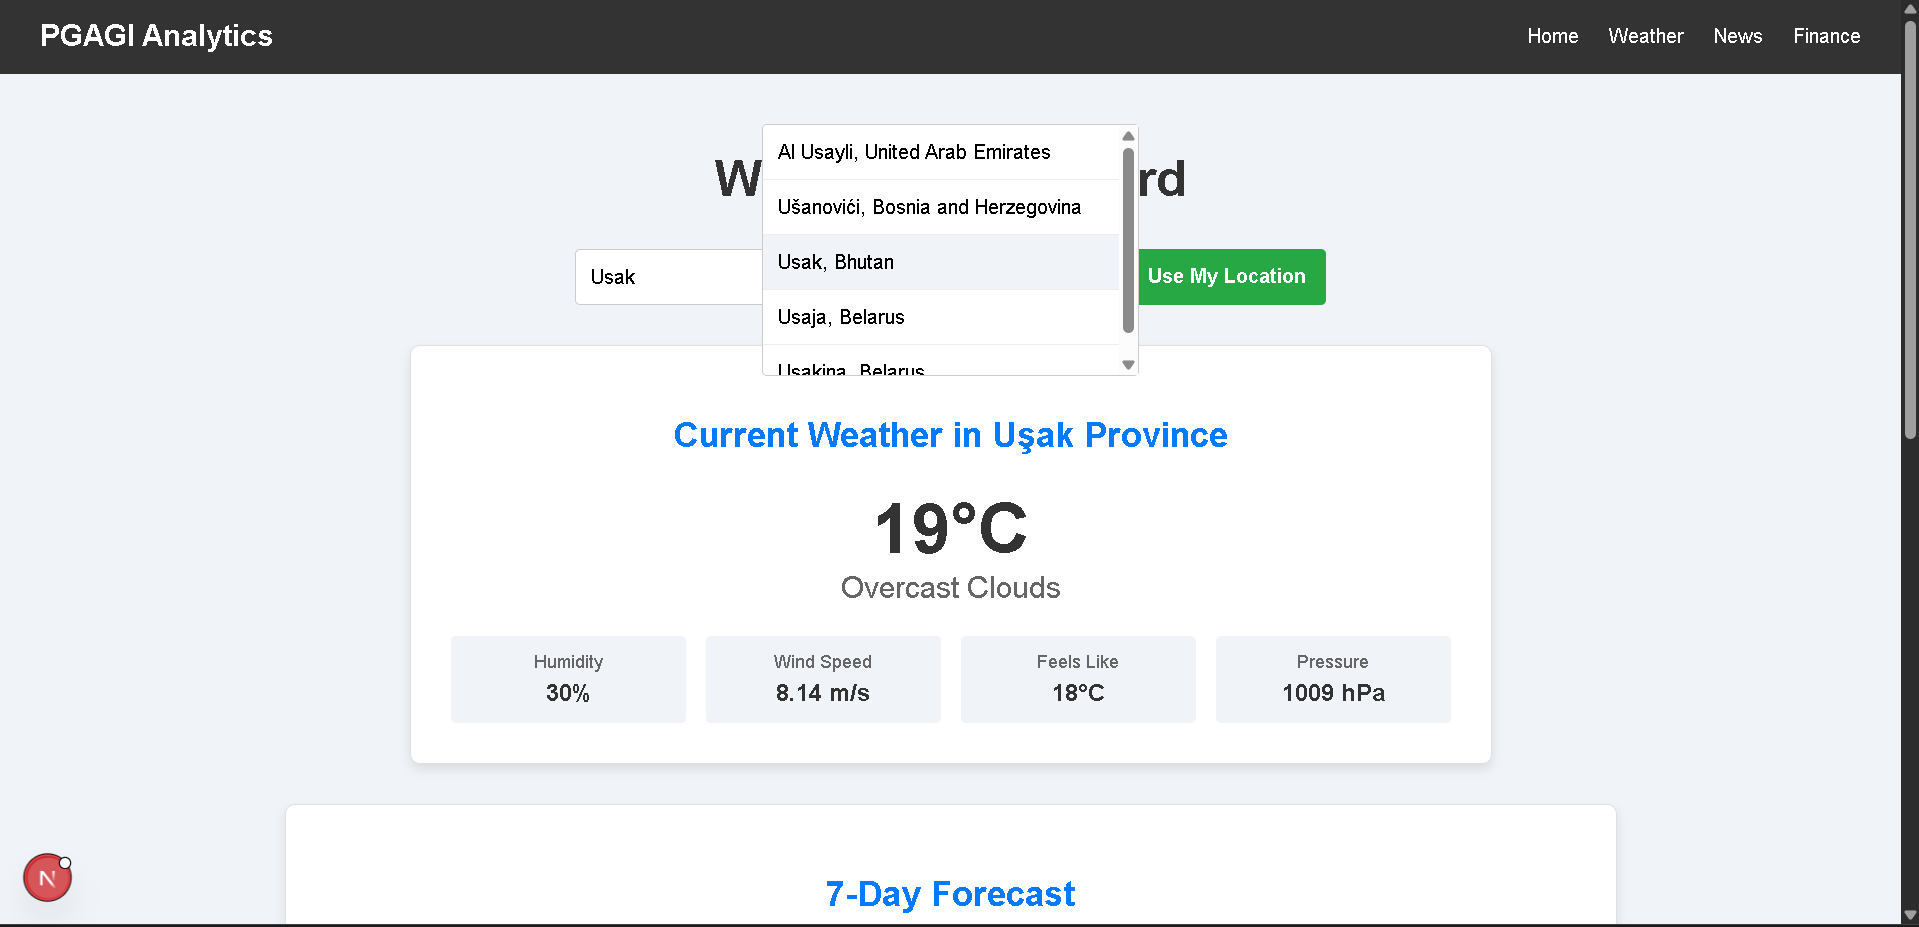 PGAGI Analytics
Home Weather News Finance
W rd
Al Usayli, United Arab Emirates
Ušanovići, Bosnia and Herzegovina
Usak, Bhutan
Usaja, Belarus
Usakina, Belarus
Usak
Use My Location
Current Weather in Uşak Province
19°C
Overcast Clouds
Humidity
30%
Wind Speed
8.14 m/s
Feels Like
18°C
Pressure
1009 hPa
7-Day Forecast
N